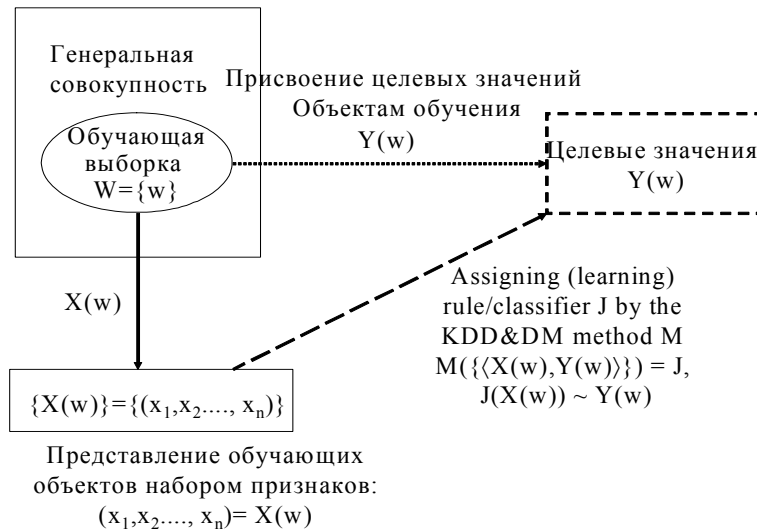 Генеральная
совокупность
Обучающая
выборка
W={w}
Присвоение целевых значений
Объектам обучения
Y(w)
Целевые значения
Y(w)
X(w)
Assigning (learning)
rule/classifier J by the
KDD&DM method M
M({⟨X(w),Y(w)⟩}) = J,
J(X(w)) ~ Y(w)
{X(w)}={(x₁,x₂...., xₙ)}
Представление обучающих
объектов набором признаков:
(x₁,x₂...., xₙ)= X(w)